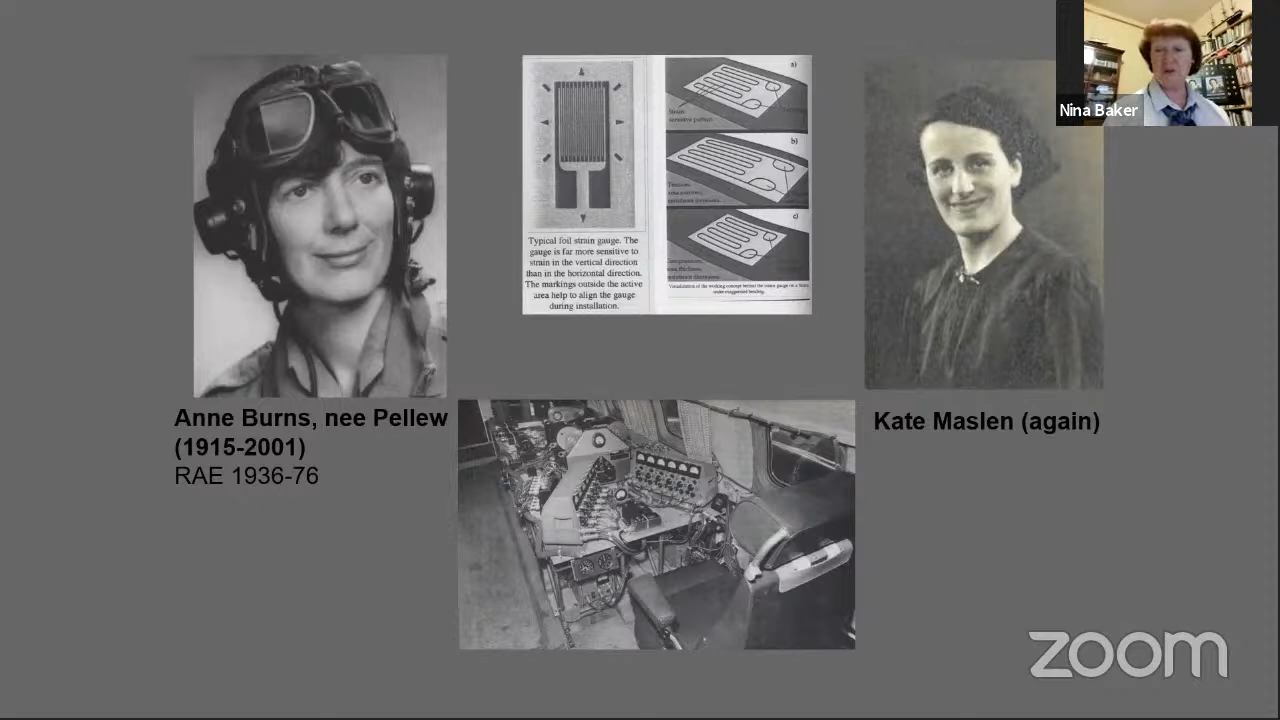 Nina Baker
Typical foil strain gauge. The
gauge is far more sensitive to
strain in the vertical direction
than in the horizontal direction.
The markings outside the active
area help to align the gauge
during installation.
a)
b)
c)
Anne Burns, nee Pellew
(1915-2001)
RAE 1936-76
Kate Maslen (again)
zoom